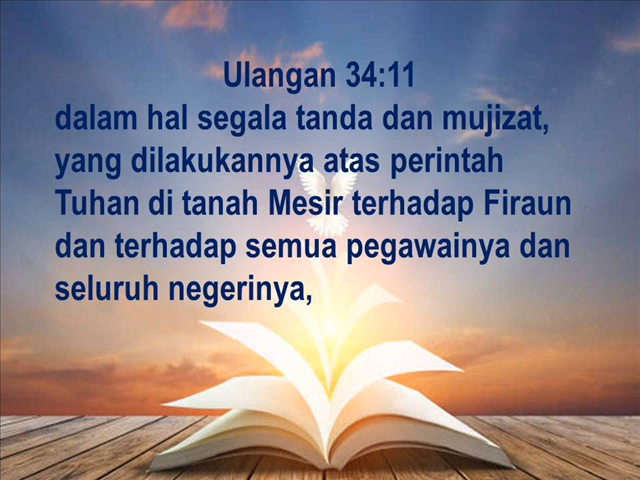 Ulangan 34:11
dalam hal segala tanda dan mujizat,
yang dilakukannya atas perintah
Tuhan di tanah Mesir terhadap Firaun
dan terhadap semua pegawainya dan
seluruh negerinya,